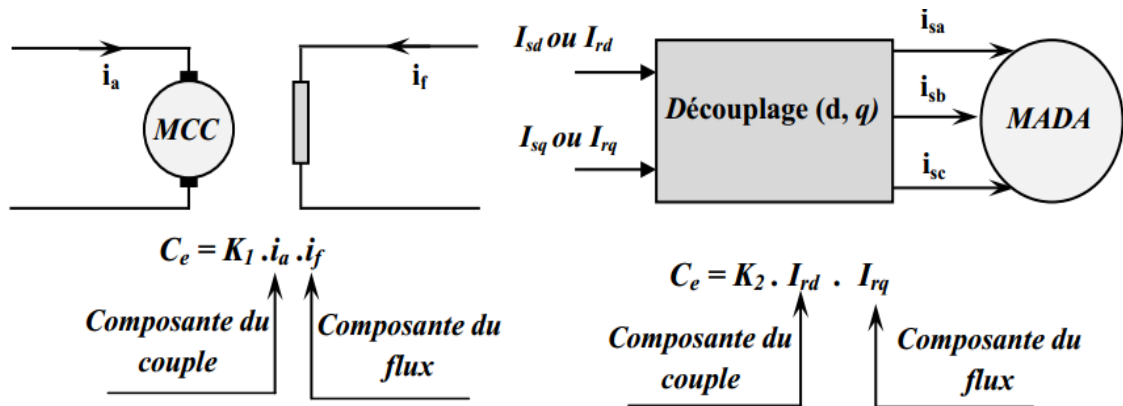 i_a
MCC
i_f
C_e = K_1 .i_a .i_f
Composante du
couple
Composante du
flux
I_sd ou I_rd
I_sq ou I_rq
Découplage (d, q)
i_sa
i_sb
i_sc
MADA
C_e = K_2 . I_rd . I_rq
Composante du
couple
Composante du
flux